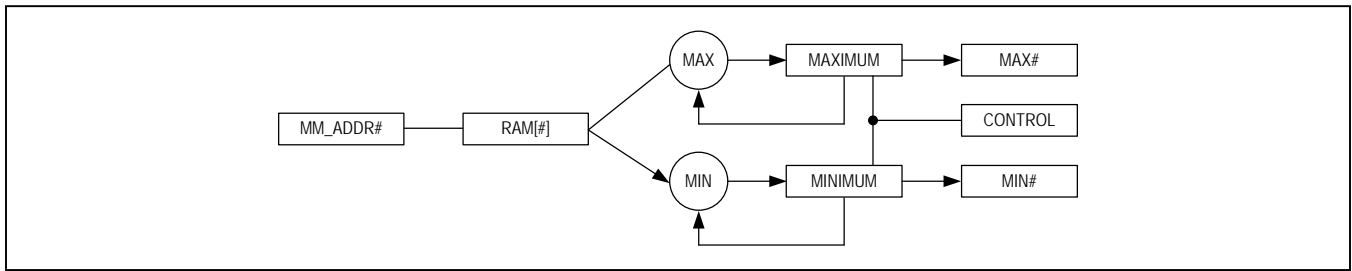 MAX
MAXIMUM
MAX#
MM_ADDR#
RAM[#]
CONTROL
MIN
MINIMUM
MIN#